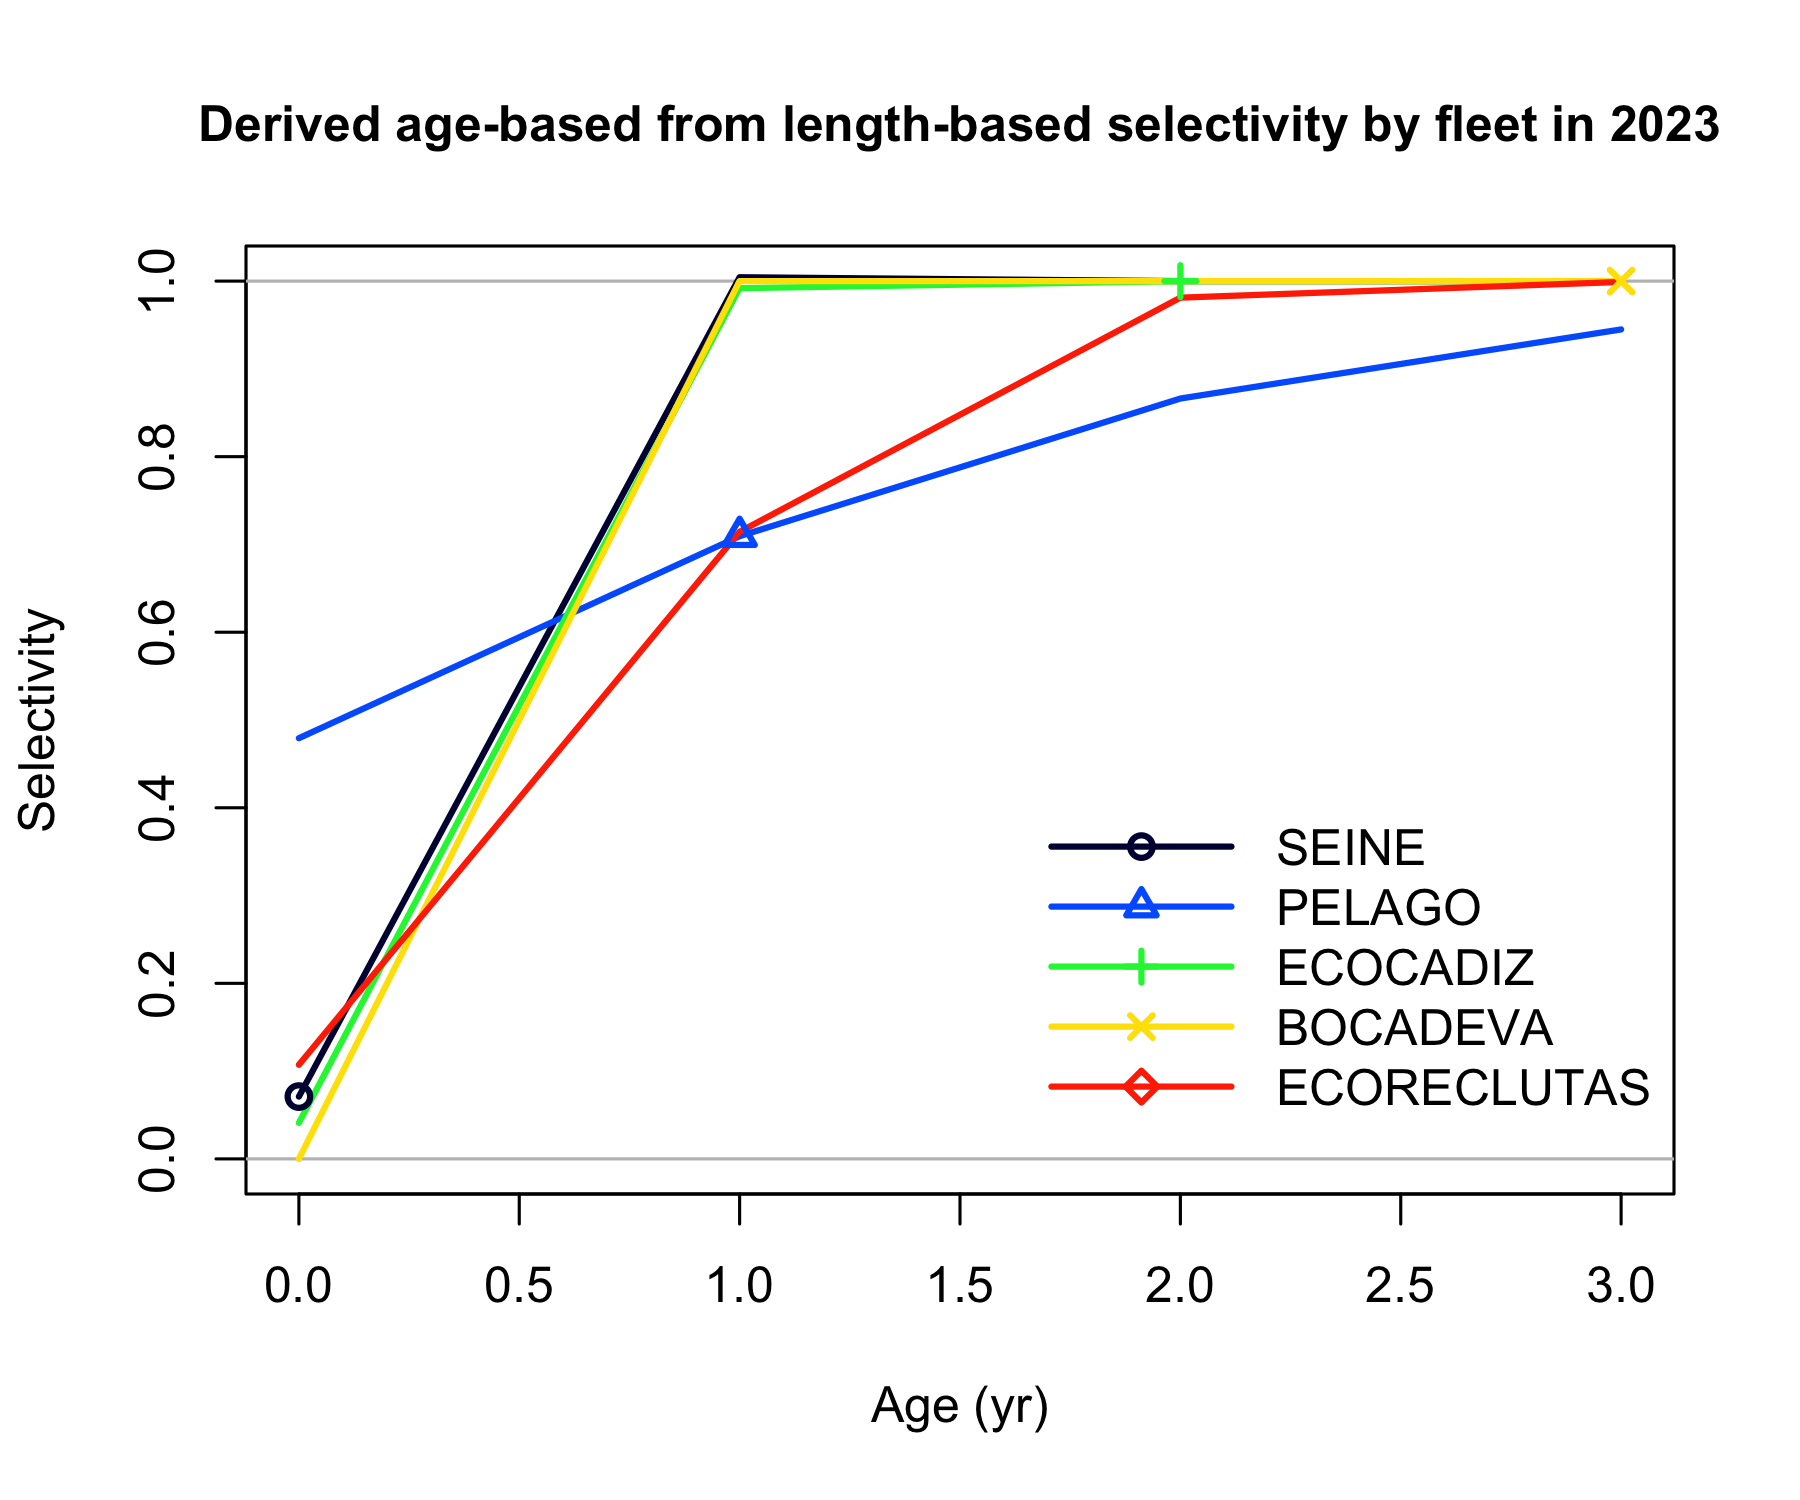 Derived age-based from length-based selectivity by fleet in 2023
Selectivity
1.0
0.8
0.6
0.4
0.2
0.0
SEINE
PELAGO
ECOCADIZ
BOCADEVA
ECORECLUTAS
0.0 0.5 1.0 1.5 2.0 2.5 3.0
Age (yr)